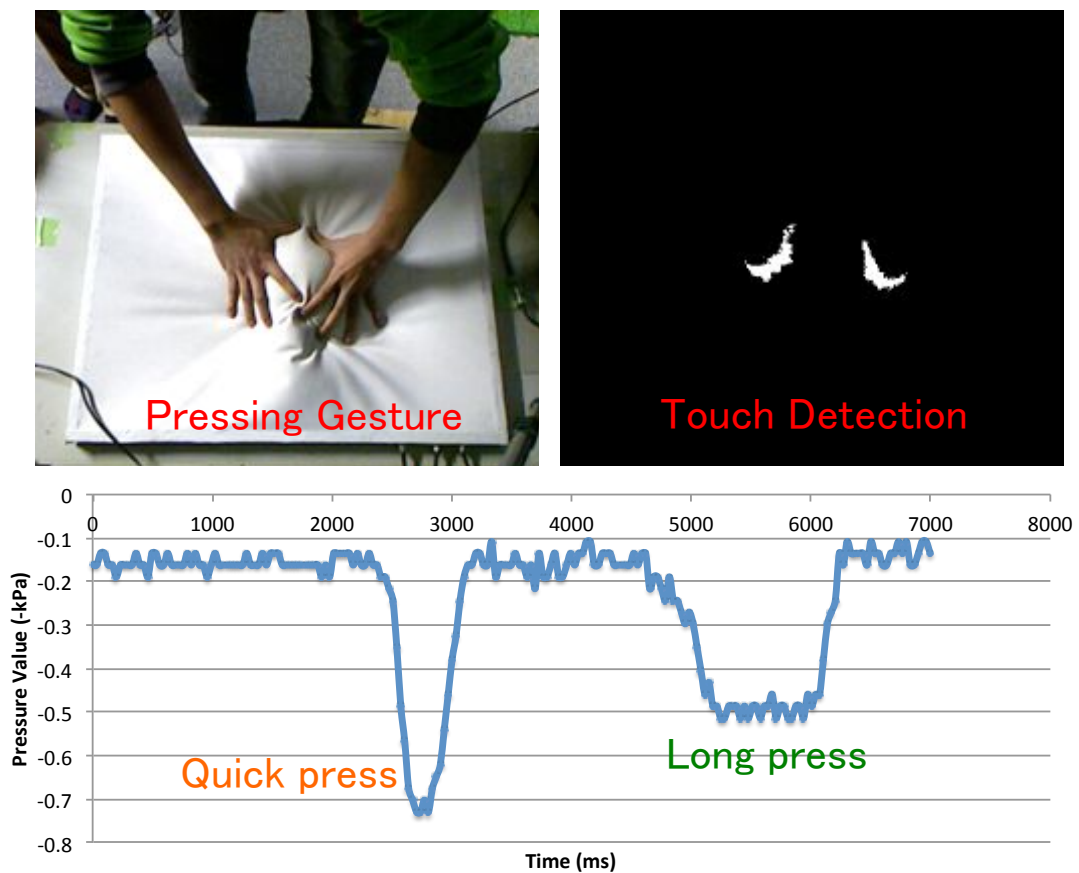 Pressing Gesture
Touch Detection
0
0 1000 2000 3000 4000 5000 6000 7000 8000
-0.1
-0.2
-0.3
-0.4
-0.5
-0.6
-0.7
-0.8
Pressure Value (-kPa)
Quick press
Long press
Time (ms)